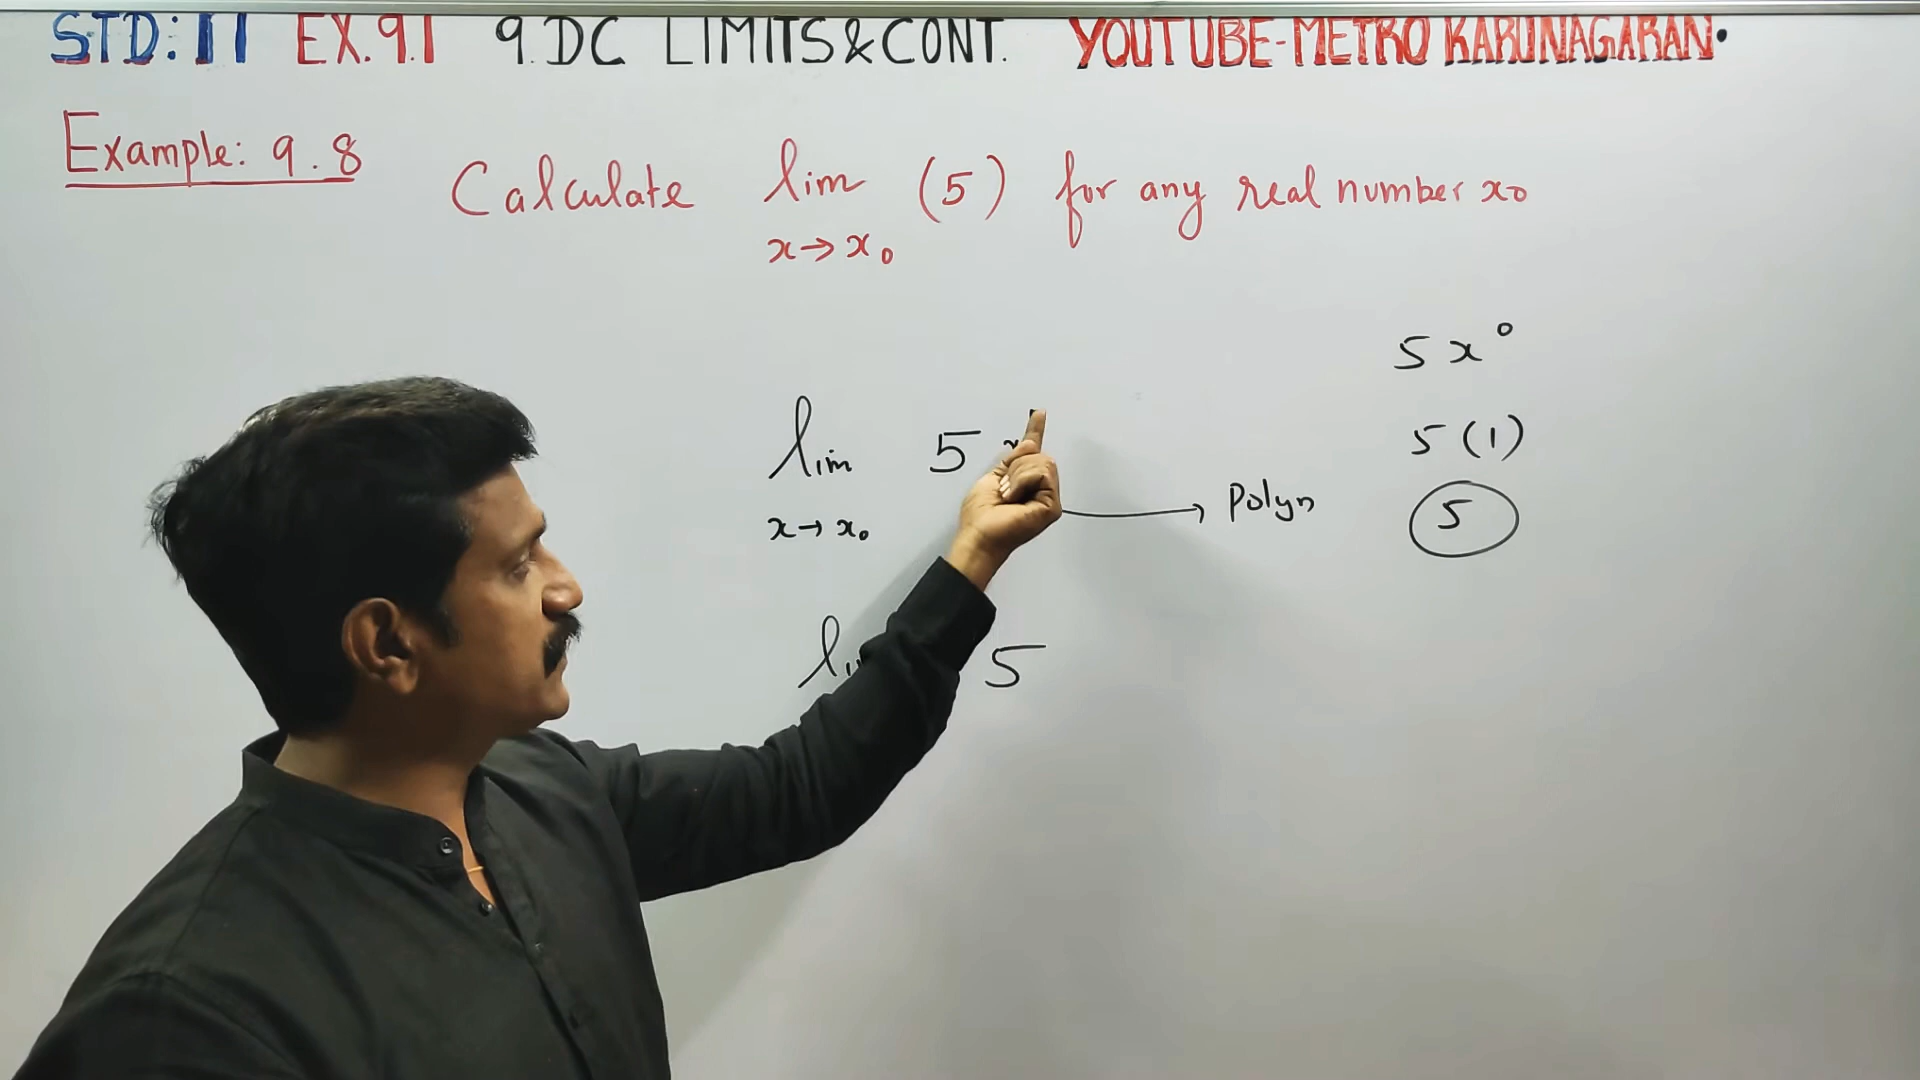 STD: 11 EX. 9.1 9. DC LIMITS & CONT. YOUTUBE-METRO KARUNAGARAN.
Example: 9.8
Calculate lim (5) for any real number x0
x→x₀
5x⁰
lim 5
5(1)
x→x₀
Polyn
5
5